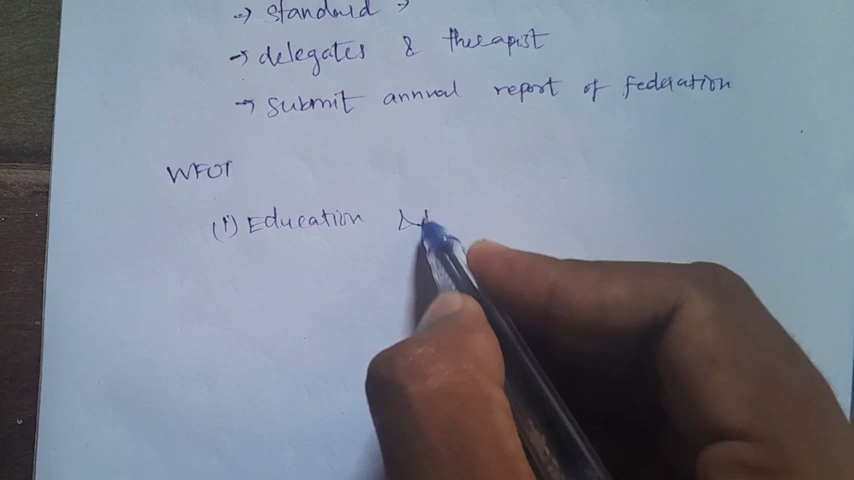 → standard →
→ delegates & therapist
→ submit annual report of federation
WFOT
(i) Education